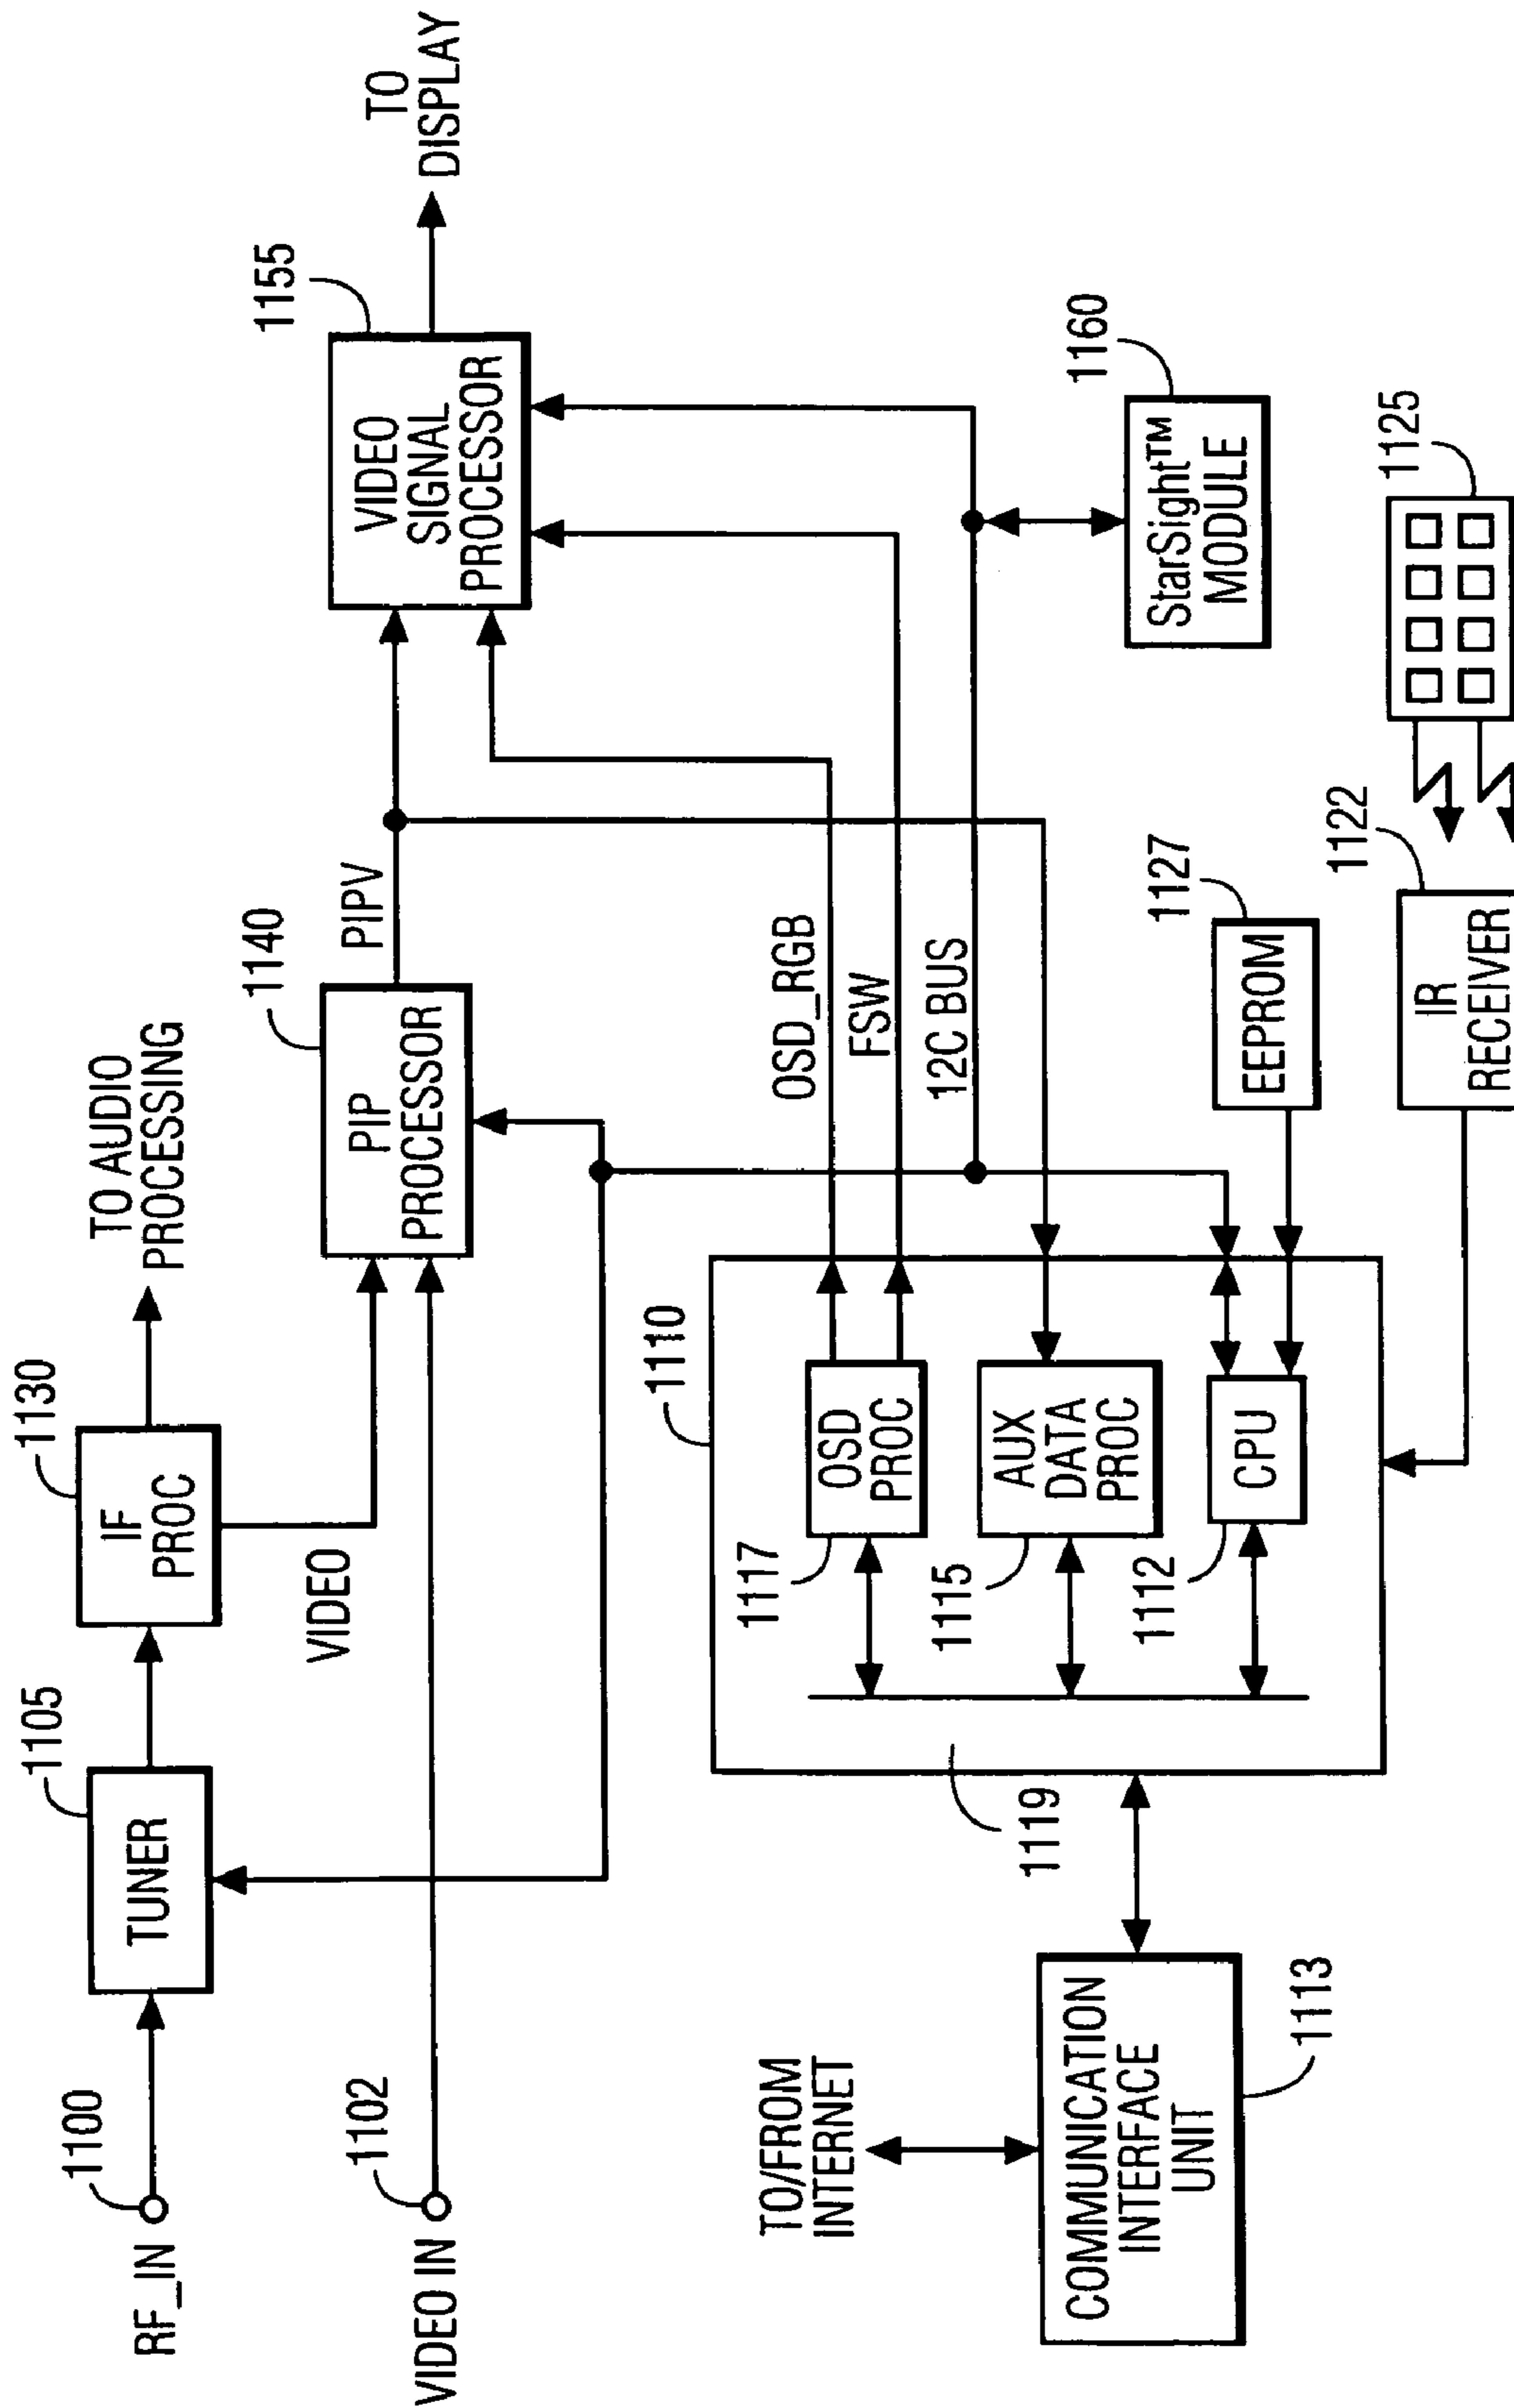 TO AUDIO
PROCESSING
1100
RF_IN
1105
TUNER
1130
IF
PROC
VIDEO
1102
VIDEO IN
1140
PIP
PROCESSOR
PIPV
1155
VIDEO
SIGNAL
PROCESSOR
TO
DISPLAY
OSD_RGB
FSW
12C BUS
1110
1117
OSD
PROC
1115
AUX
DATA
PROC
1112
CPU
1119
TO/FROM
INTERNET
COMMUNICATION
INTERFACE
UNIT
1113
1127
EEPROM
1122
IR
RECEIVER
1160
StarSight™
MODULE
1125